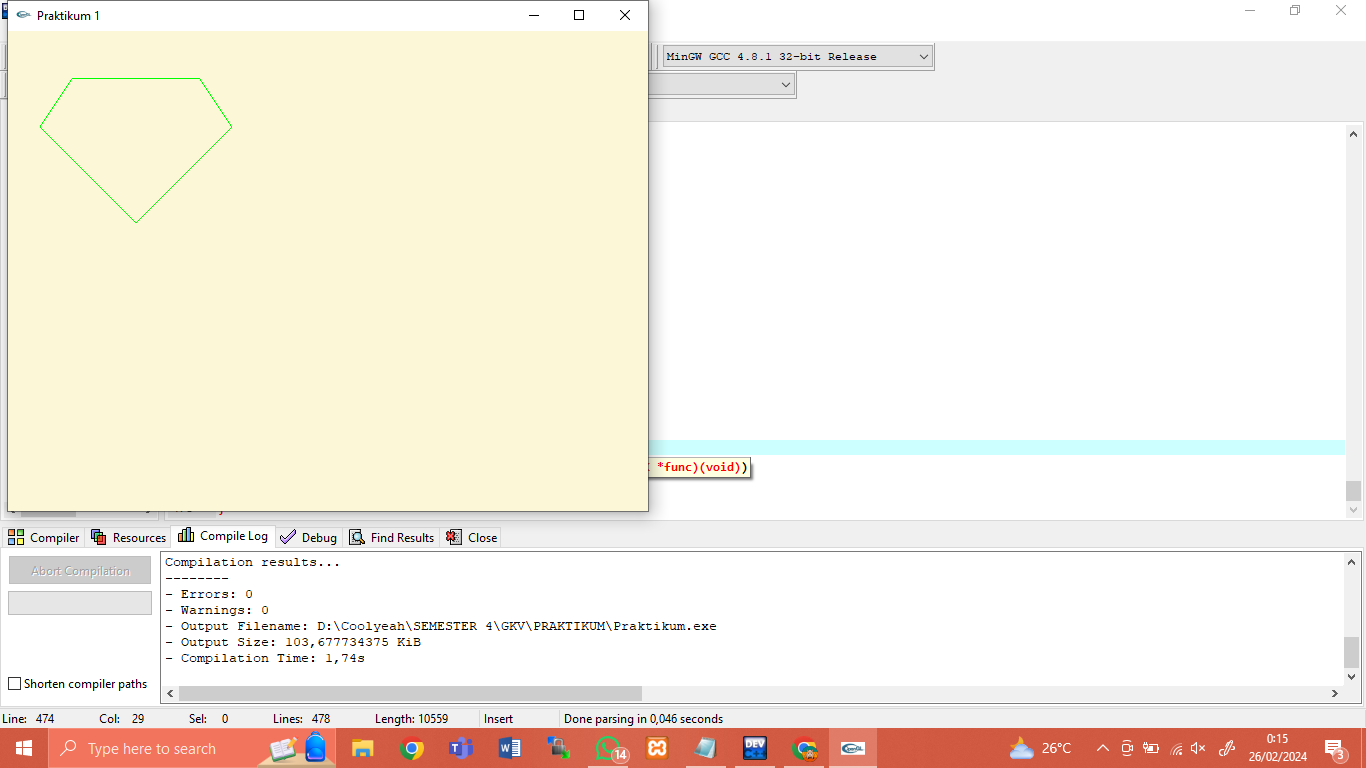 Praktikum 1
MinGW GCC 4.8.1 32-bit Release
*func)(void))
Compiler
Resources
Compile Log
Debug
Find Results
Close
Abort Compilation
Shorten compiler paths
Compilation results...
--------
- Errors: 0
- Warnings: 0
- Output Filename: D:\Coolyeah\SEMESTER 4\GKV\PRAKTIKUM\Praktikum.exe
- Output Size: 103,677734375 KiB
- Compilation Time: 1,74s
Line: 474 Col: 29 Sel: 0 Lines: 478 Length: 10559 Insert Done parsing in 0,046 seconds
Type here to search
14
DEV
26°C
0:15
26/02/2024
3